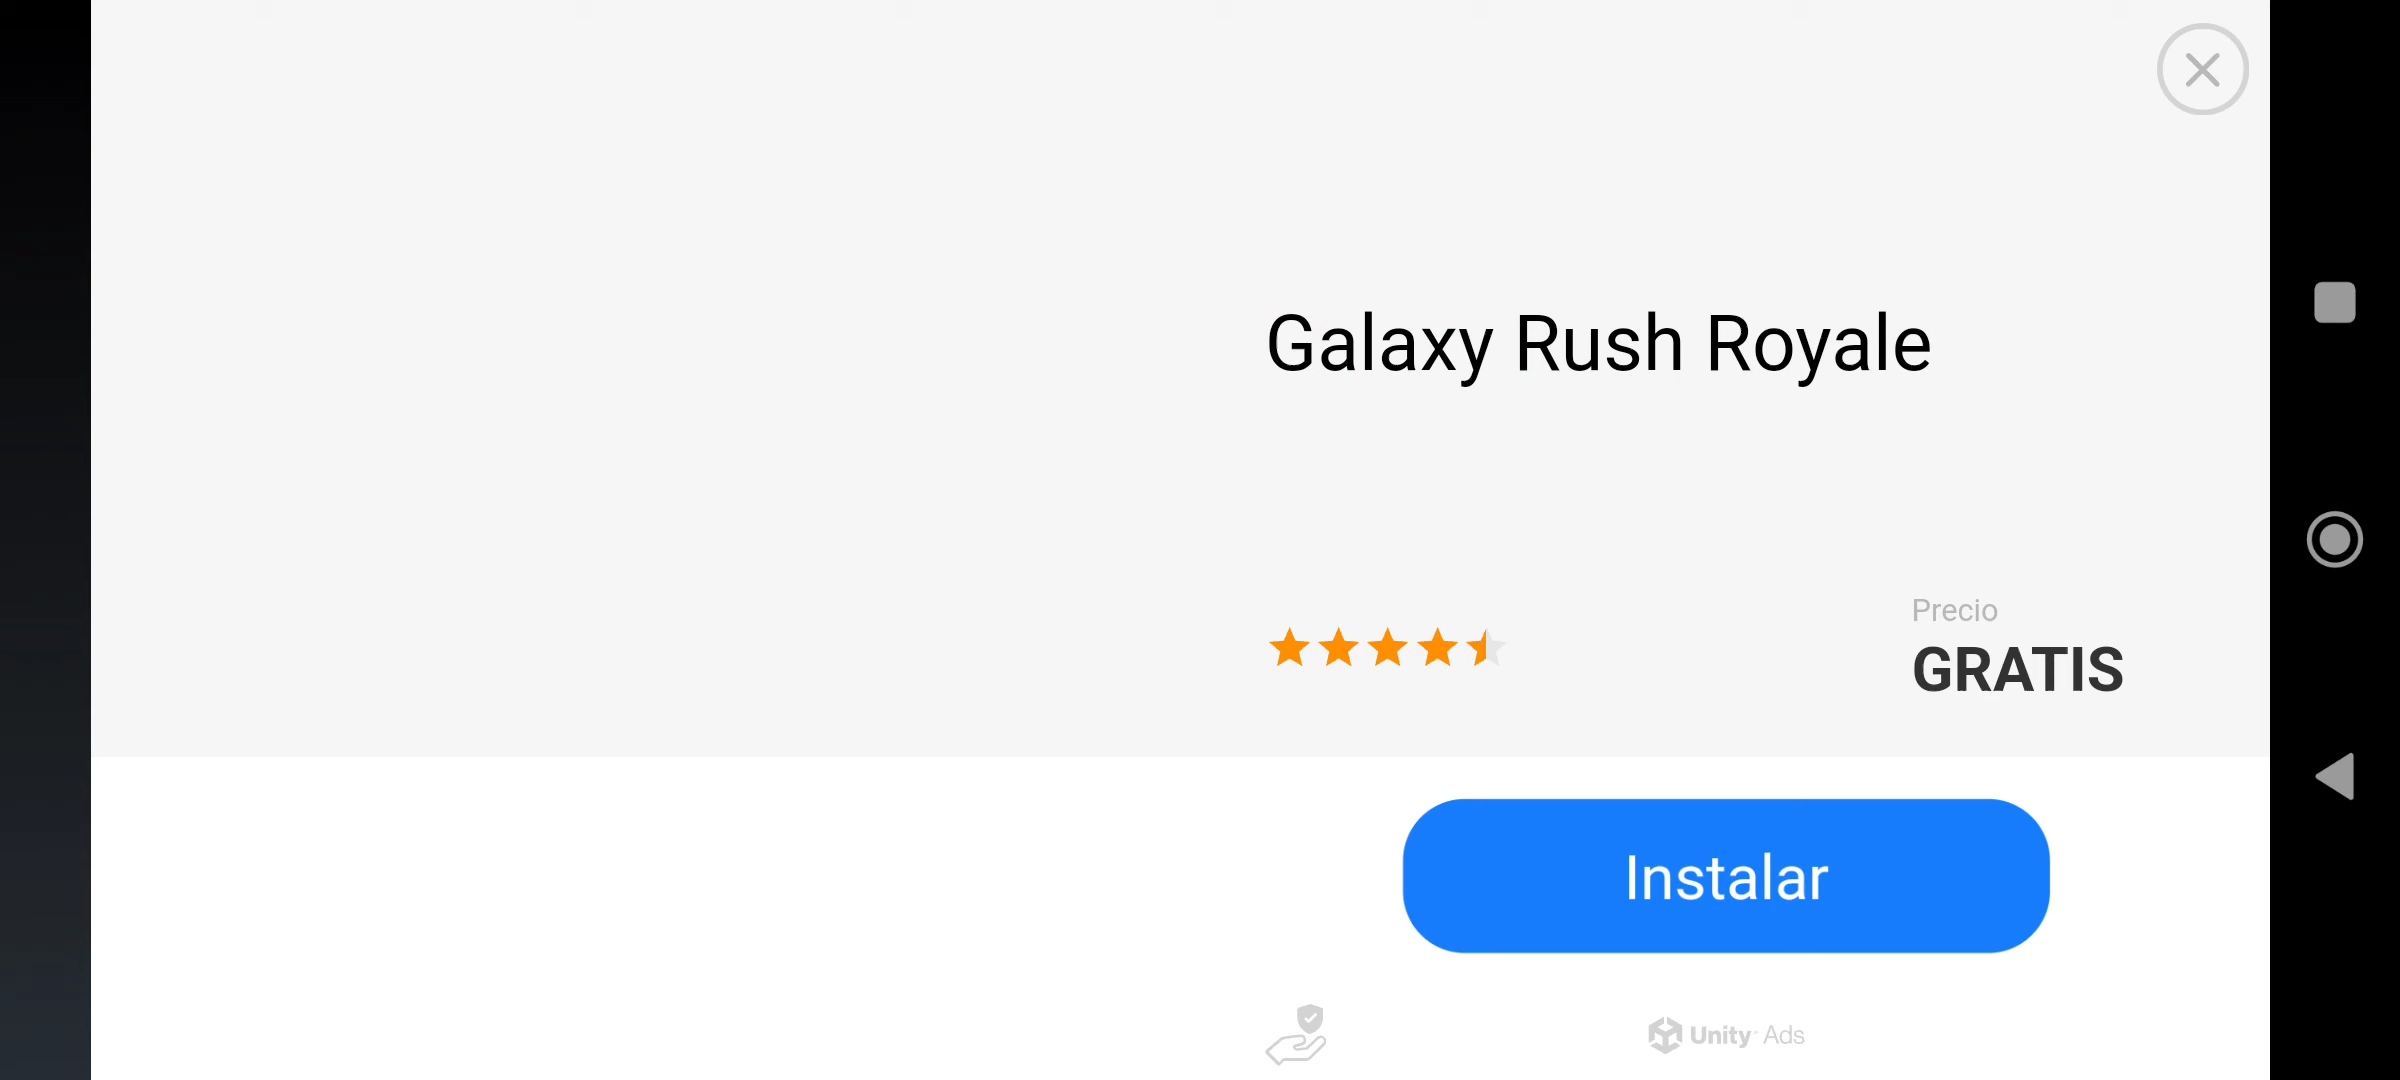 Galaxy Rush Royale
Precio
GRATIS
Instalar
Unity Ads